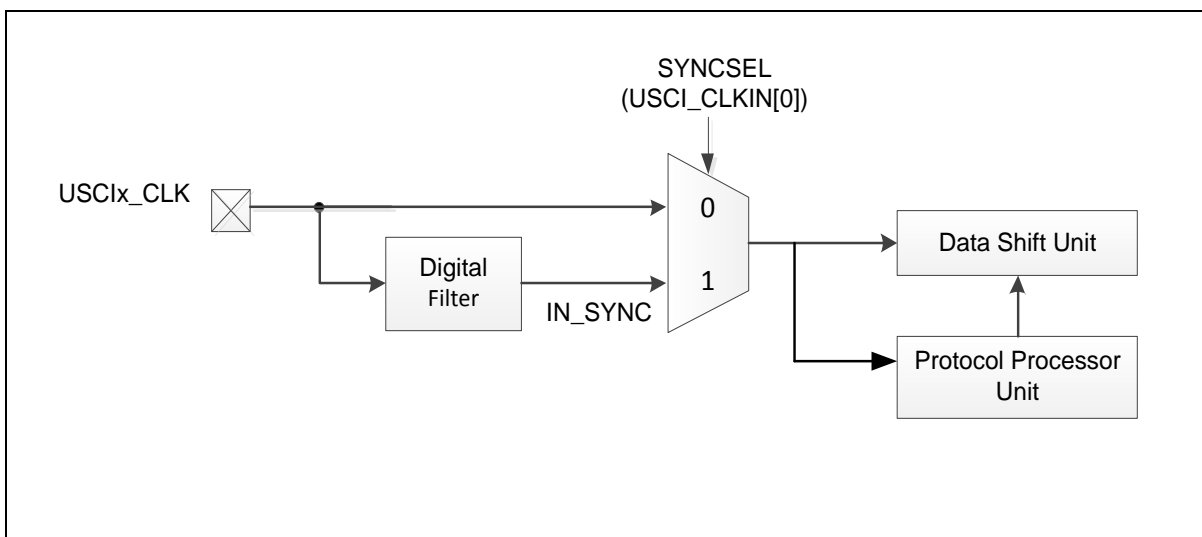 SYNCSEL
(USCI_CLKIN[0])
USCIx_CLK
0
Data Shift Unit
Digital
Filter
1
IN_SYNC
Protocol Processor
Unit